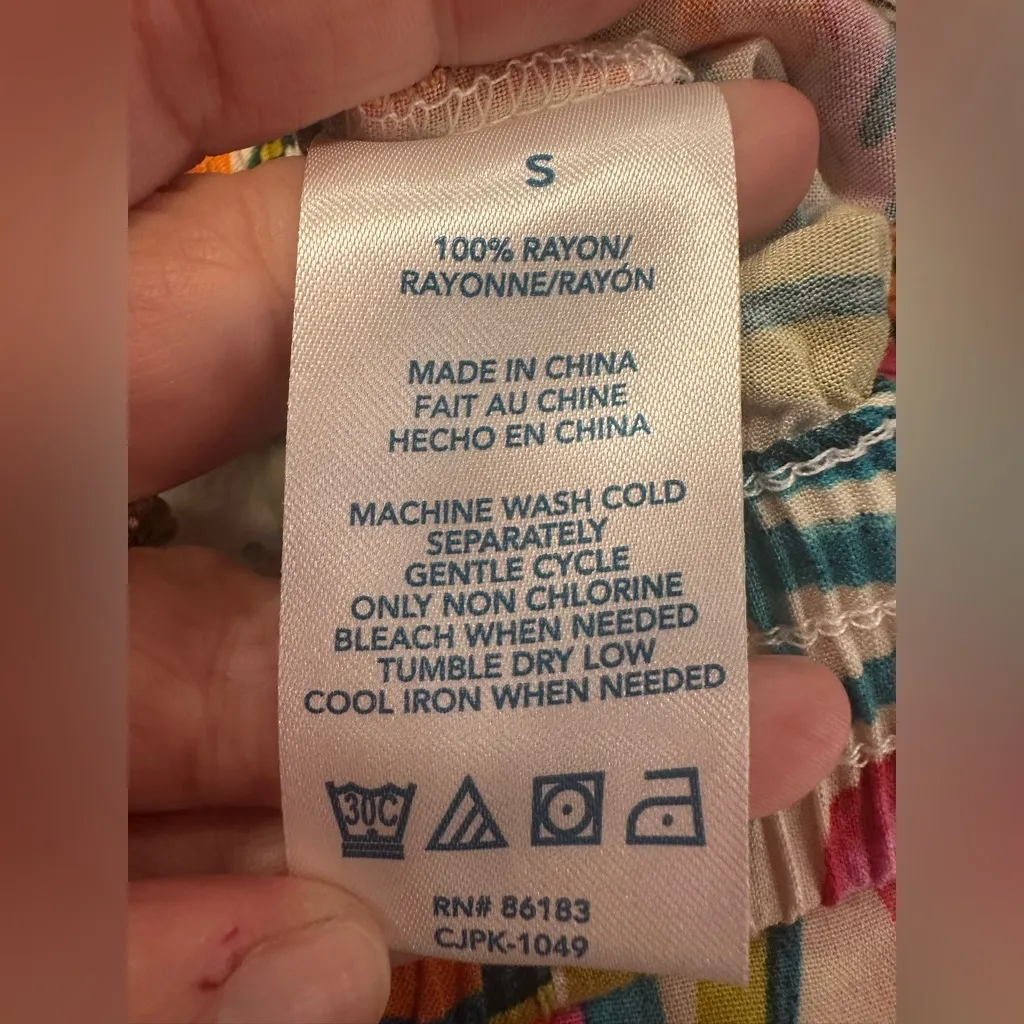 S
100% RAYON/
RAYONNE/RAYÓN
MADE IN CHINA
FAIT AU CHINE
HECHO EN CHINA
MACHINE WASH COLD
SEPARATELY
GENTLE CYCLE
ONLY NON CHLORINE
BLEACH WHEN NEEDED
TUMBLE DRY LOW
COOL IRON WHEN NEEDED
30C
RN# 86183
CJPK-1049